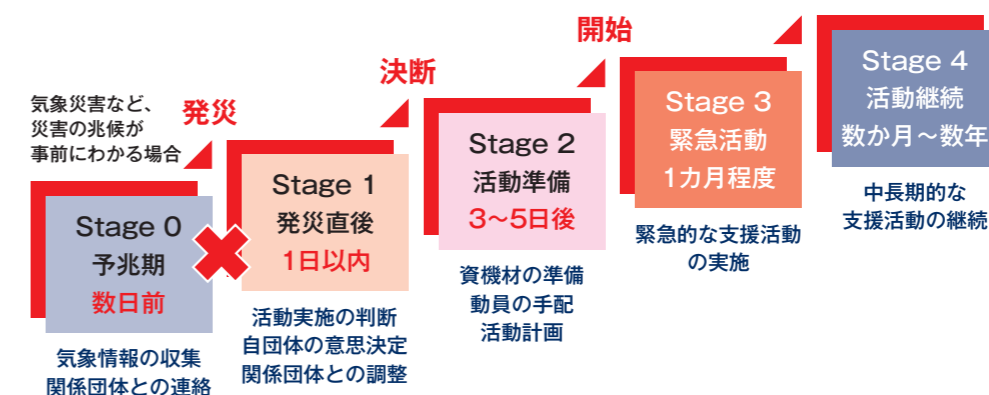 気象災害など、
災害の兆候が
事前にわかる場合
Stage 0
予兆期
数日前
気象情報の収集
関係団体との連絡
発災
Stage 1
発災直後
1日以内
活動実施の判断
自団体の意思決定
関係団体との調整
決断
Stage 2
活動準備
3〜5日後
資機材の準備
動員の手配
活動計画
開始
Stage 3
緊急活動
1カ月程度
緊急的な支援活動
の実施
Stage 4
活動継続
数か月〜数年
中長期的な
支援活動の継続